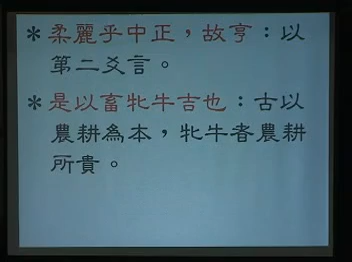 ＊柔麗乎中正，故亨：以
第二爻言。
＊是以畜牝牛吉也：古以
農耕為本，牝牛者農耕
所貴。